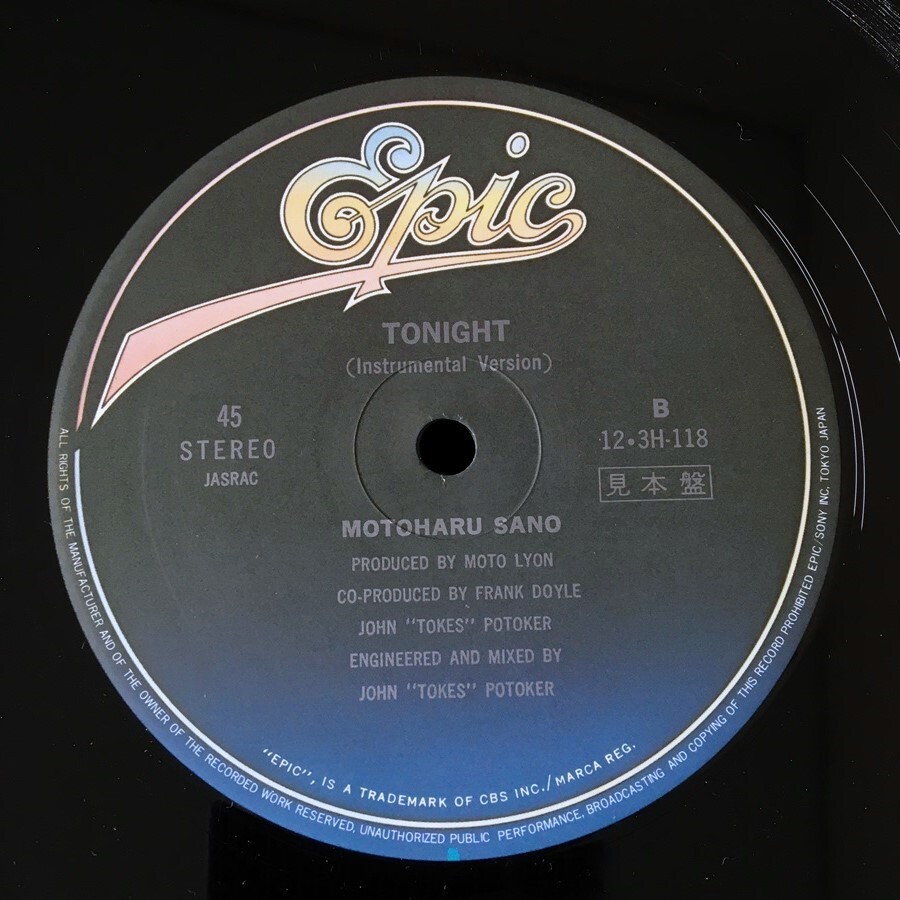 Epic
TONIGHT
(Instrumental Version)
45
STEREO
JASRAC
B
12•3H-118
見本盤
MOTOHARU SANO
PRODUCED BY MOTO LYON
CO-PRODUCED BY FRANK DOYLE
JOHN "TOKES" POTOKER
ENGINEERED AND MIXED BY
JOHN "TOKES" POTOKER
"EPIC", IS A TRADEMARK OF CBS INC./MARCA REG.
ALL RIGHTS OF THE MANUFACTURER AND OF THE OWNER OF THE RECORDED WORK RESERVED, UNAUTHORIZED PUBLIC PERFORMANCE, BROADCASTING AND COPYING OF THIS RECORD PROHIBITED EPIC/SONY INC. TOKYO JAPAN